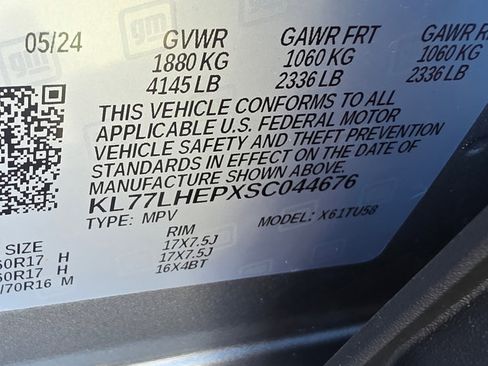 05/24 GVWR GAWR FRT GAWR R
1880 KG 1060 KG 1060 KG
4145 LB 2336 LB 2336 LB
THIS VEHICLE CONFORMS TO ALL
APPLICABLE U.S. FEDERAL MOTOR
VEHICLE SAFETY AND THEFT PREVENTION
STANDARDS IN EFFECT ON THE DATE OF
MANUFACTURE SHOWN ABOVE.
KL77LHEPXSC044676
TYPE: MPV MODEL: X61TU58
SIZE RIM
60R17 H 17X7.5J
60R17 H 17X7.5J
/70R16 M 16X4BT
gm